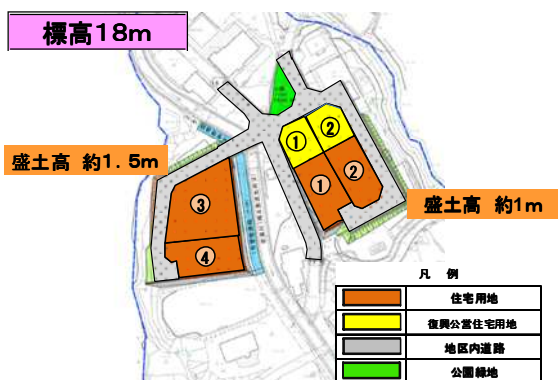 標高18m
① ②
盛土高 約1.5m
① ②
③
盛土高 約1m
④
凡 例
住宅用地
復興公営住宅用地
地区内道路
公園緑地